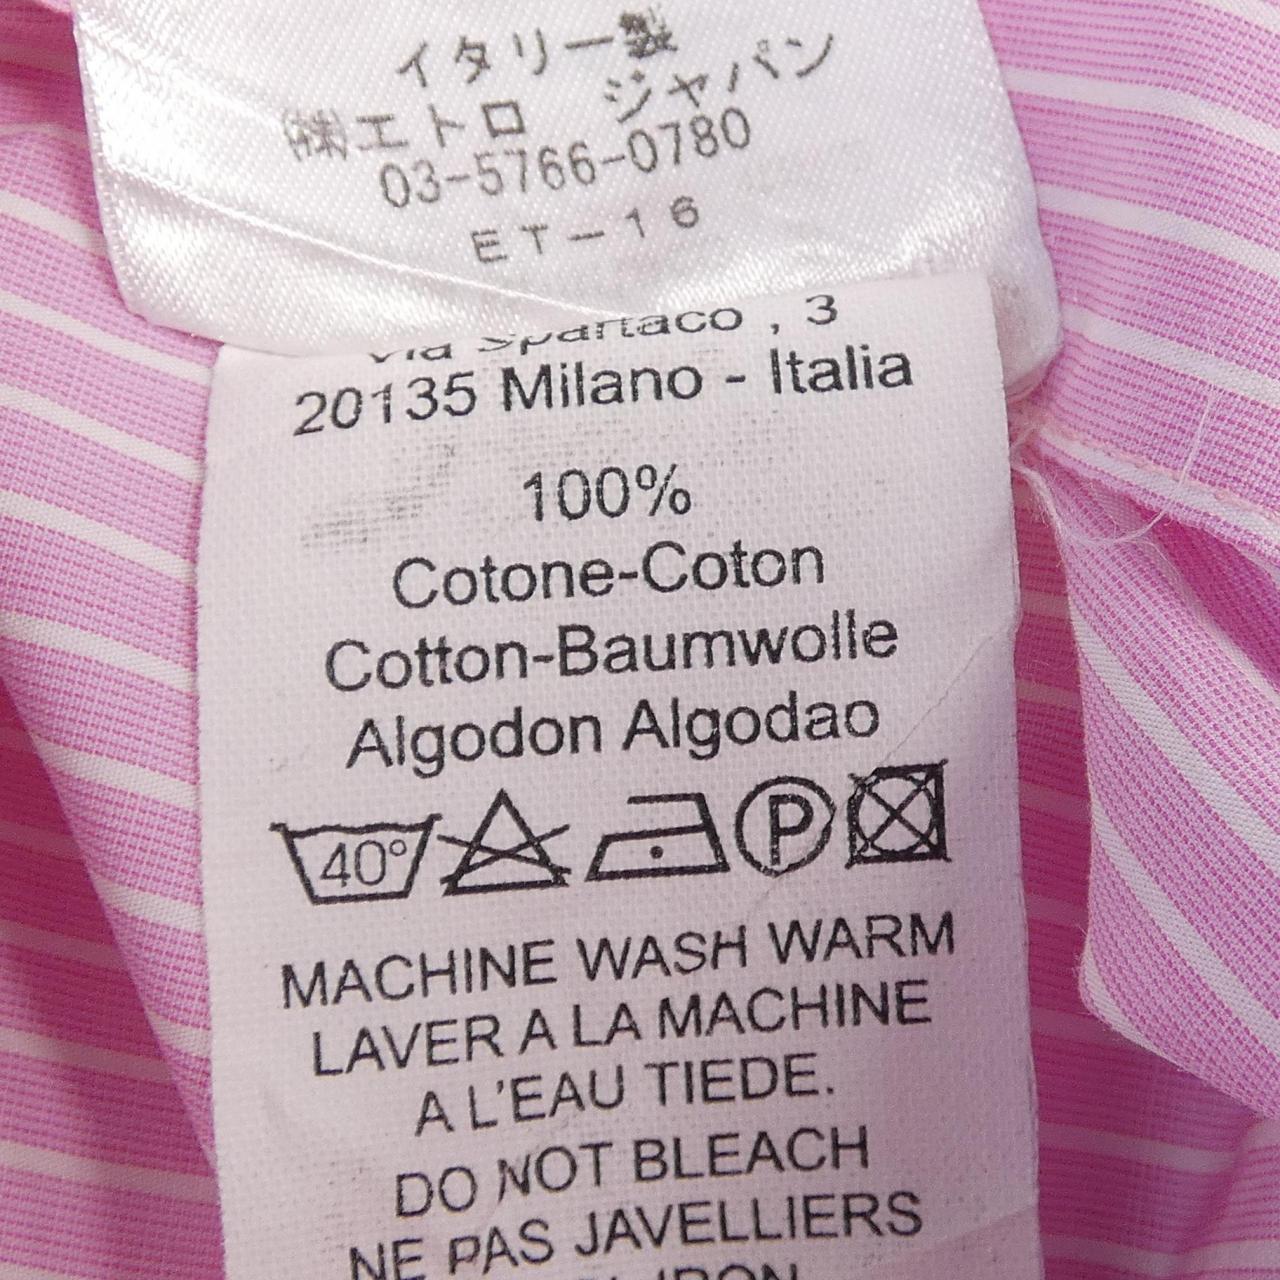 イタリー製
㈱エトロ ジャパン
03-5766-0780
ET-16
Via Spartaco , 3
20135 Milano - Italia
100%
Cotone-Coton
Cotton-Baumwolle
Algodon Algodao
40°
P
MACHINE WASH WARM
LAVER A LA MACHINE
A L'EAU TIEDE.
DO NOT BLEACH
NE PAS JAVELLIERS
IRON